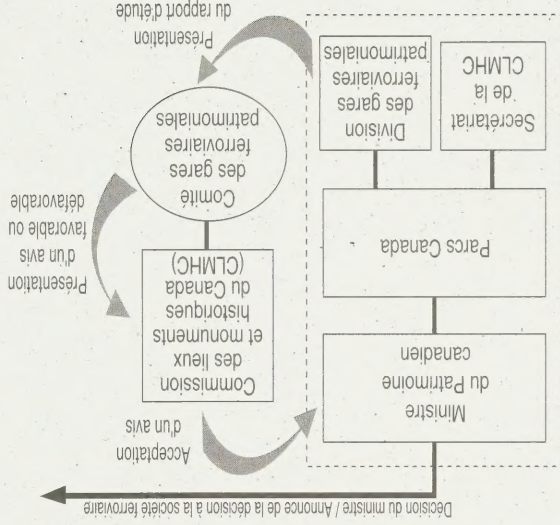 Décision du ministre / Annonce de la décision à la société ferroviaire
Ministre
du Patrimoine
canadien
Parcs Canada
Secrétariat
de la
CLMHC
Division
des gares
ferroviaires
patrimoniales
Acceptation
d'un avis
Commission
des lieux
et monuments
historiques
du Canada
(CLMHC)
Présentation
d'un avis
favorable ou
défavorable
Comité
des gares
ferroviaires
patrimoniales
Présentation
du rapport d'étude